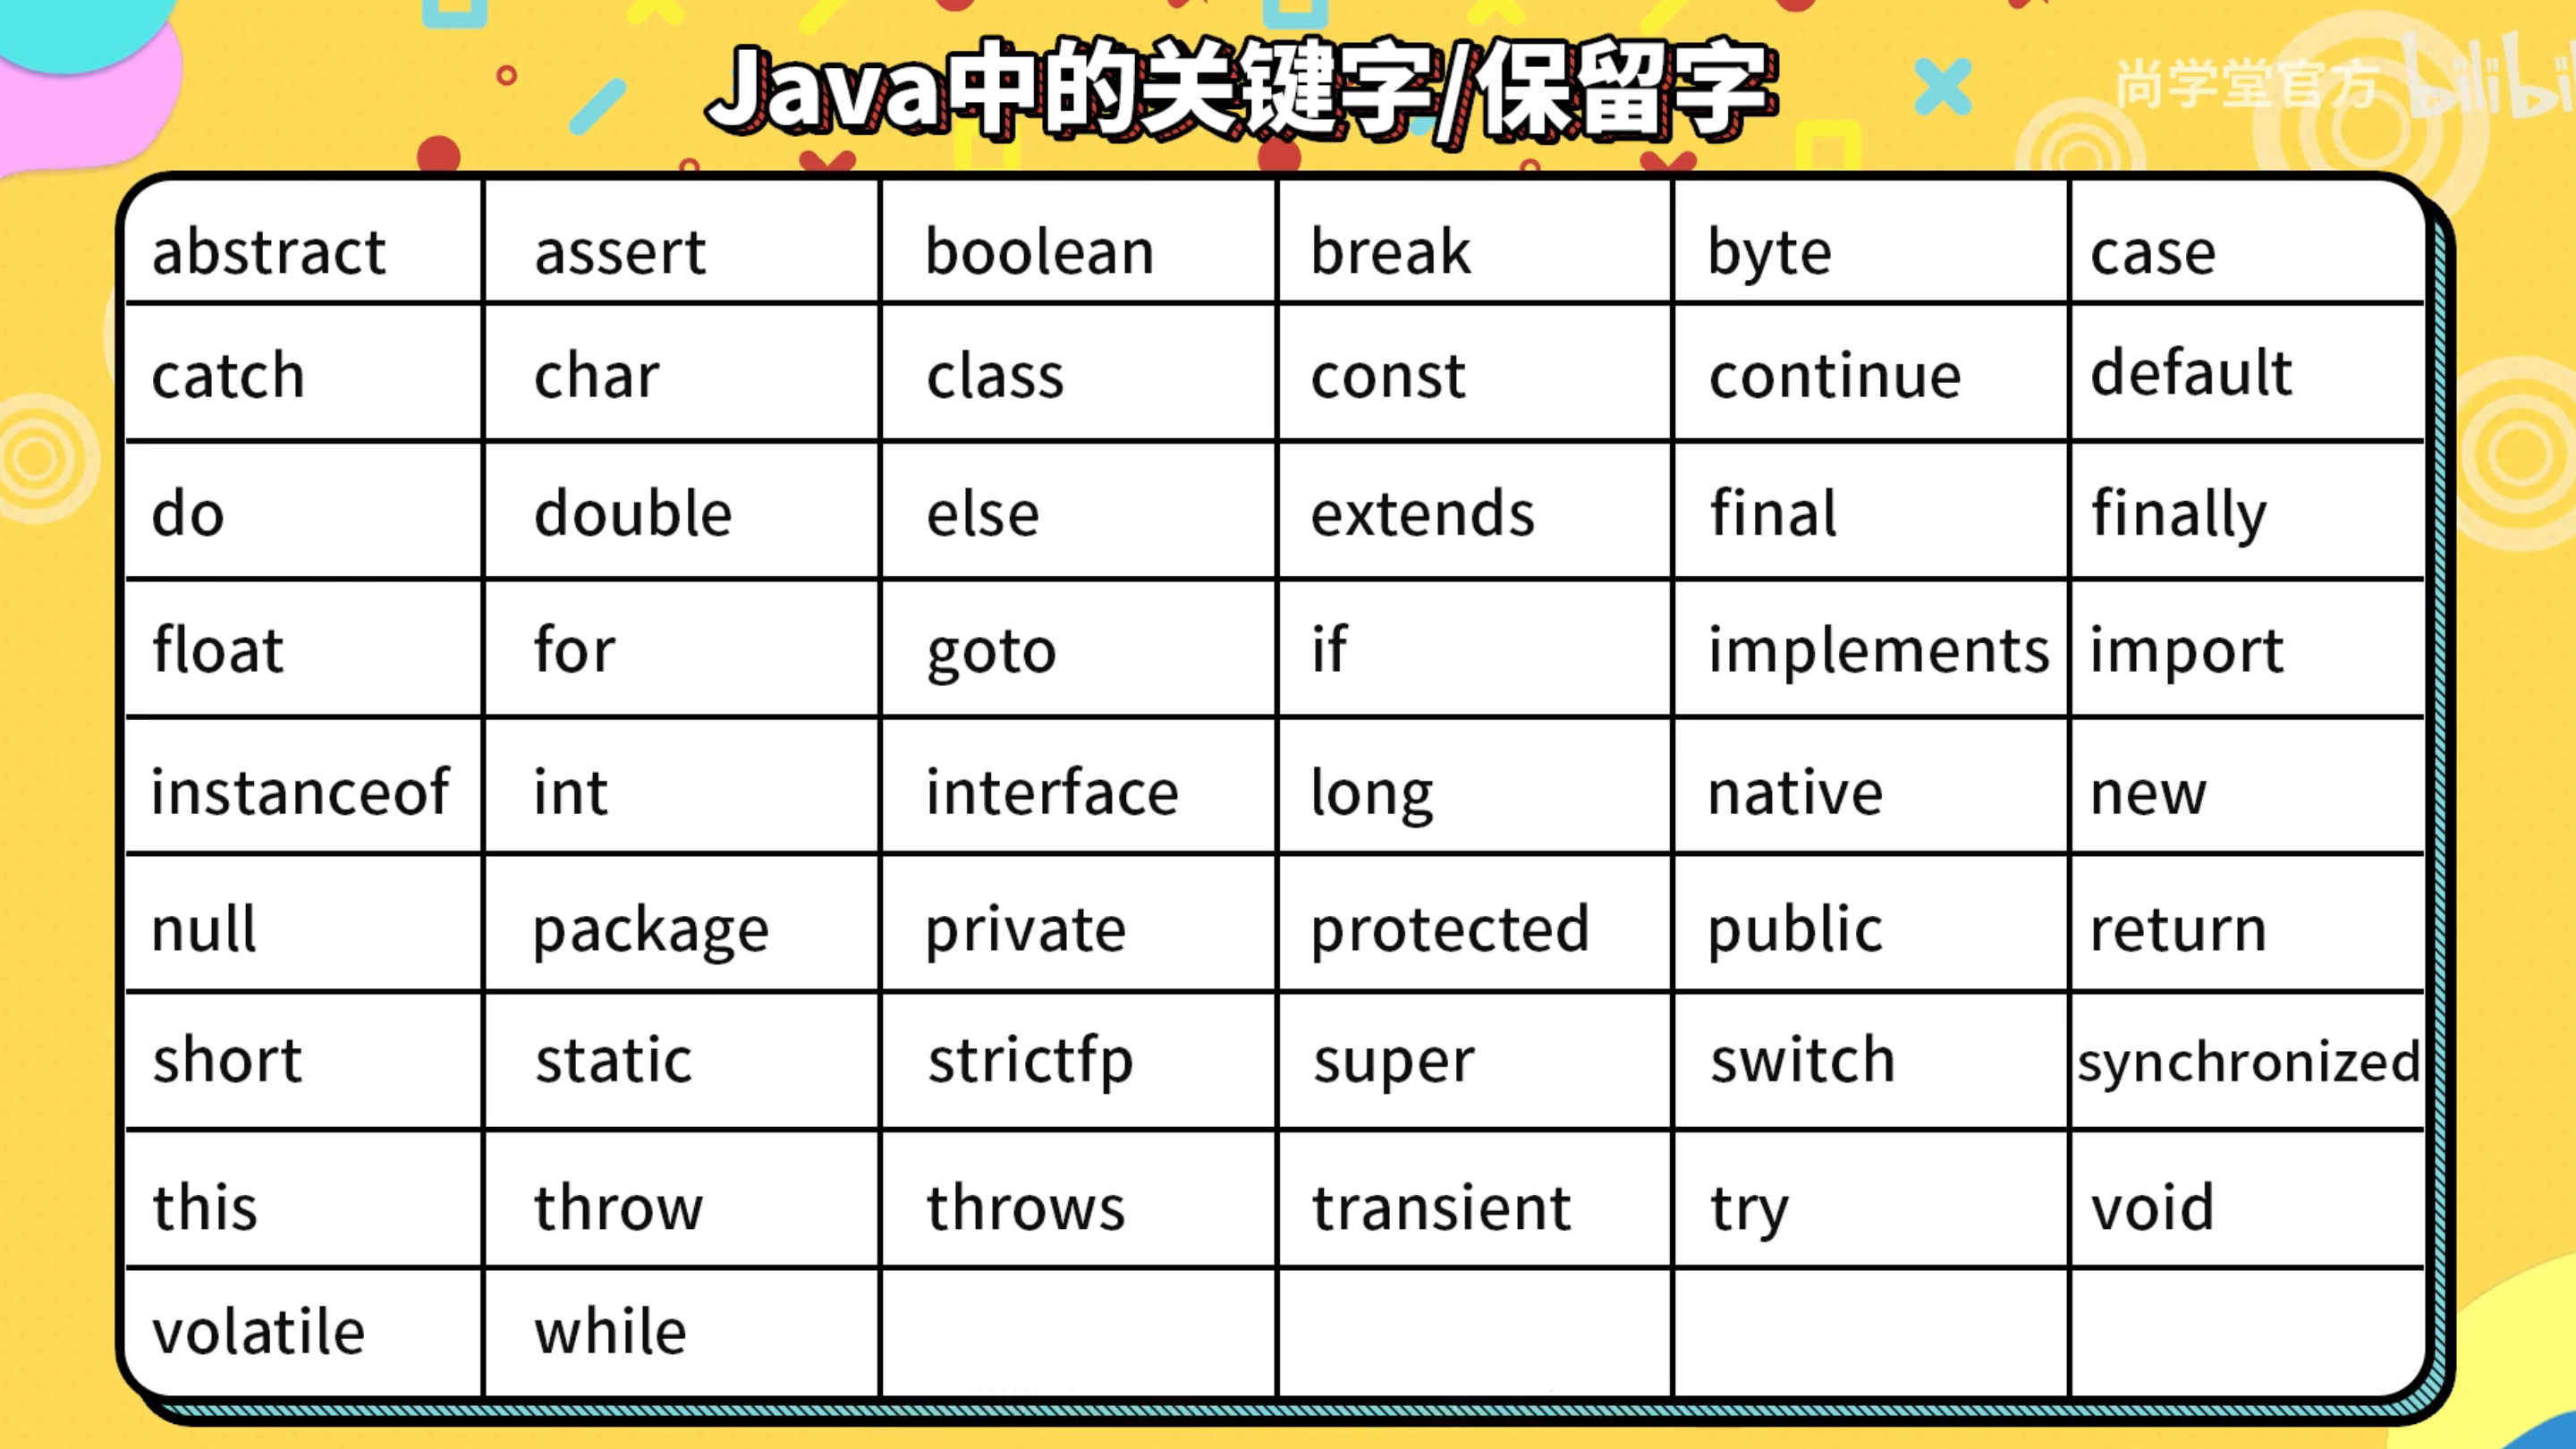 Java中的关键字/保留字
尚学堂官方 bilibili
abstract assert boolean break byte case
catch char class const continue default
do double else extends final finally
float for goto if implements import
instanceof int interface long native new
null package private protected public return
short static strictfp super switch synchronized
this throw throws transient try void
volatile while